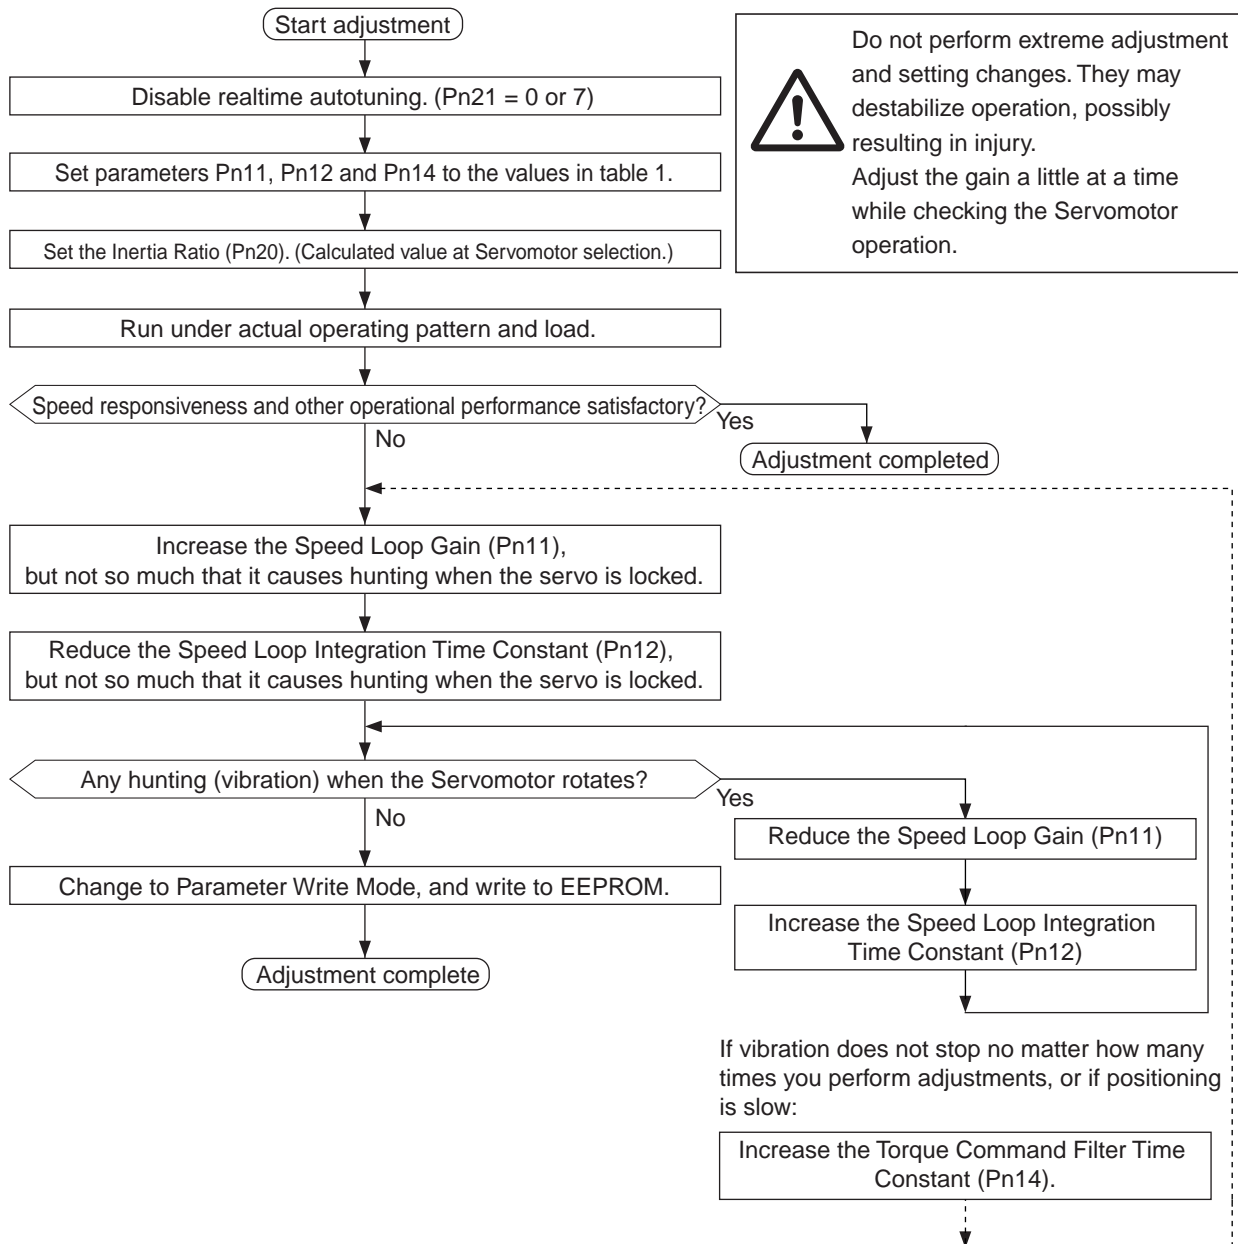 Start adjustment
Do not perform extreme adjustment
and setting changes. They may
destabilize operation, possibly
resulting in injury.
Adjust the gain a little at a time
while checking the Servomotor
operation.
Disable realtime autotuning. (Pn21 = 0 or 7)
Set parameters Pn11, Pn12 and Pn14 to the values in table 1.
Set the Inertia Ratio (Pn20). (Calculated value at Servomotor selection.)
Run under actual operating pattern and load.
Speed responsiveness and other operational performance satisfactory?
Yes
No
Adjustment completed
Increase the Speed Loop Gain (Pn11),
but not so much that it causes hunting when the servo is locked.
Reduce the Speed Loop Integration Time Constant (Pn12),
but not so much that it causes hunting when the servo is locked.
Any hunting (vibration) when the Servomotor rotates?
Yes
No
Reduce the Speed Loop Gain (Pn11)
Change to Parameter Write Mode, and write to EEPROM.
Increase the Speed Loop Integration
Time Constant (Pn12)
Adjustment complete
If vibration does not stop no matter how many
times you perform adjustments, or if positioning
is slow:
Increase the Torque Command Filter Time
Constant (Pn14).